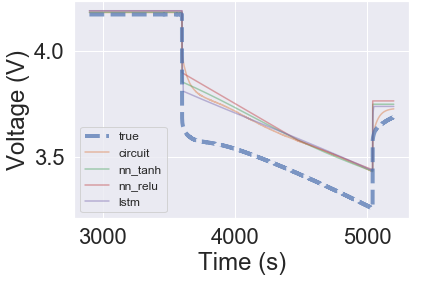 Voltage (V)
4.0
3.5
true
circuit
nn_tanh
nn_relu
lstm
3000 4000 5000
Time (s)